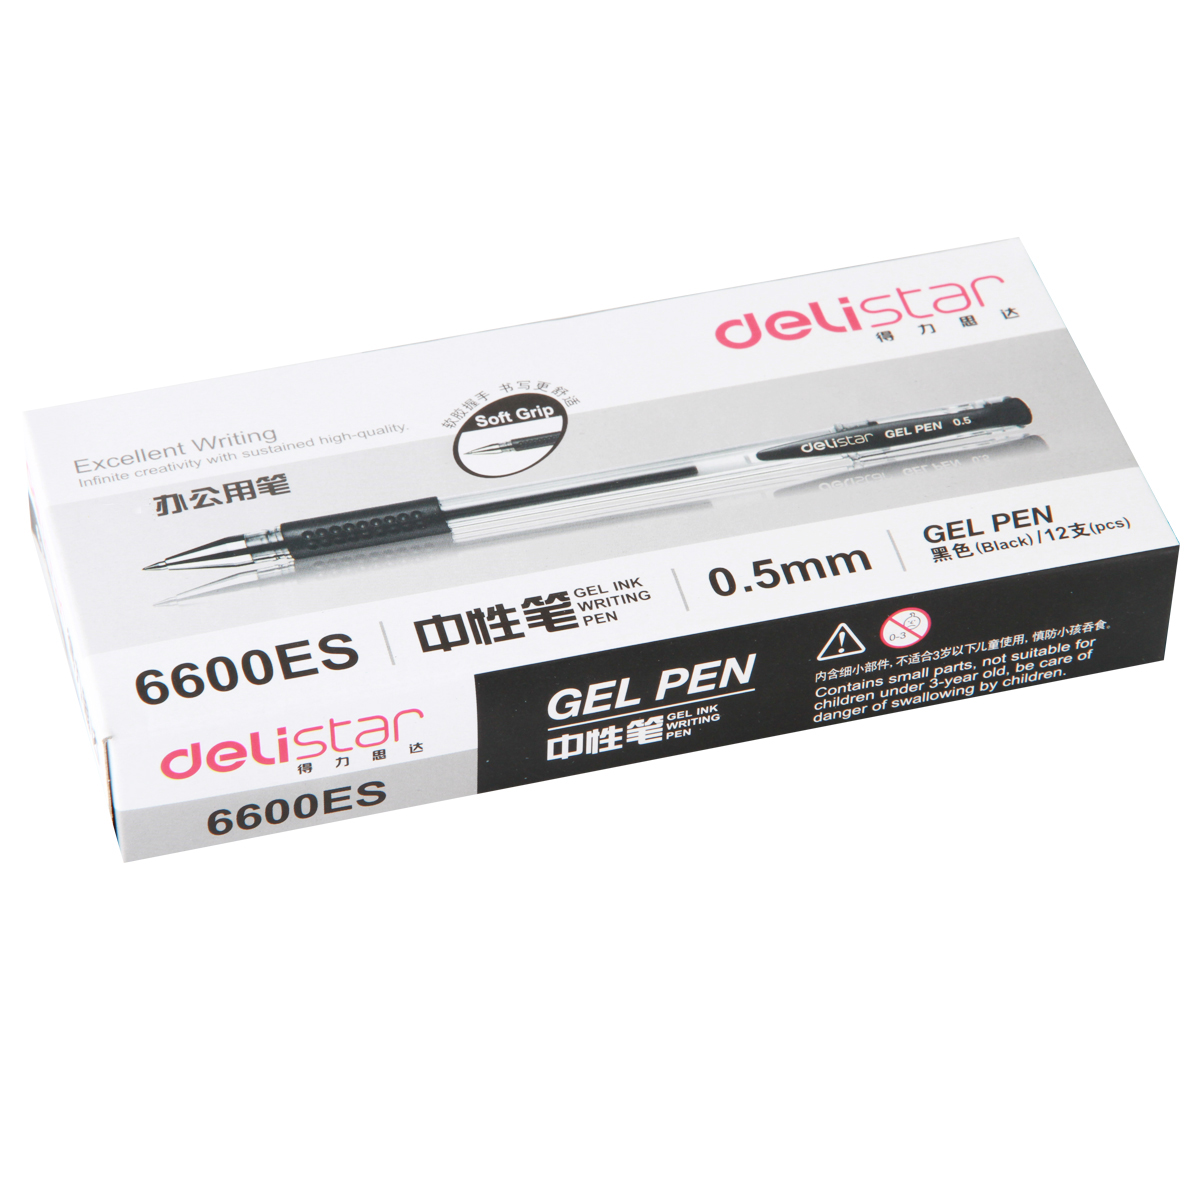 delistar
得力思达
软胶握手 书写更舒适
Soft Grip
Excellent Writing
Infinite creativity with sustained high-quality.
办公用笔
delistar GEL PEN 0.5
6600ES
中性笔
GEL INK
WRITING
PEN
0.5mm
GEL PEN
黑色(Black)/12支(pcs)
delistar
得力思达
6600ES
GEL PEN
中性笔
GEL INK
WRITING
PEN
0-3
内含细小部件,不适合3岁以下儿童使用,慎防小孩吞食。
Contains small parts, not suitable for
children under 3-year old, be care of
danger of swallowing by children.